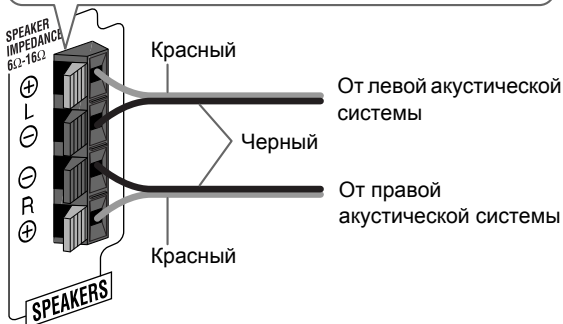 SPEAKER
IMPEDANCE
6Ω-16Ω
⊕
L
⊖
⊖
R
⊕
SPEAKERS
Красный
Черный
Красный
От левой акустической
системы
От правой
акустической системы